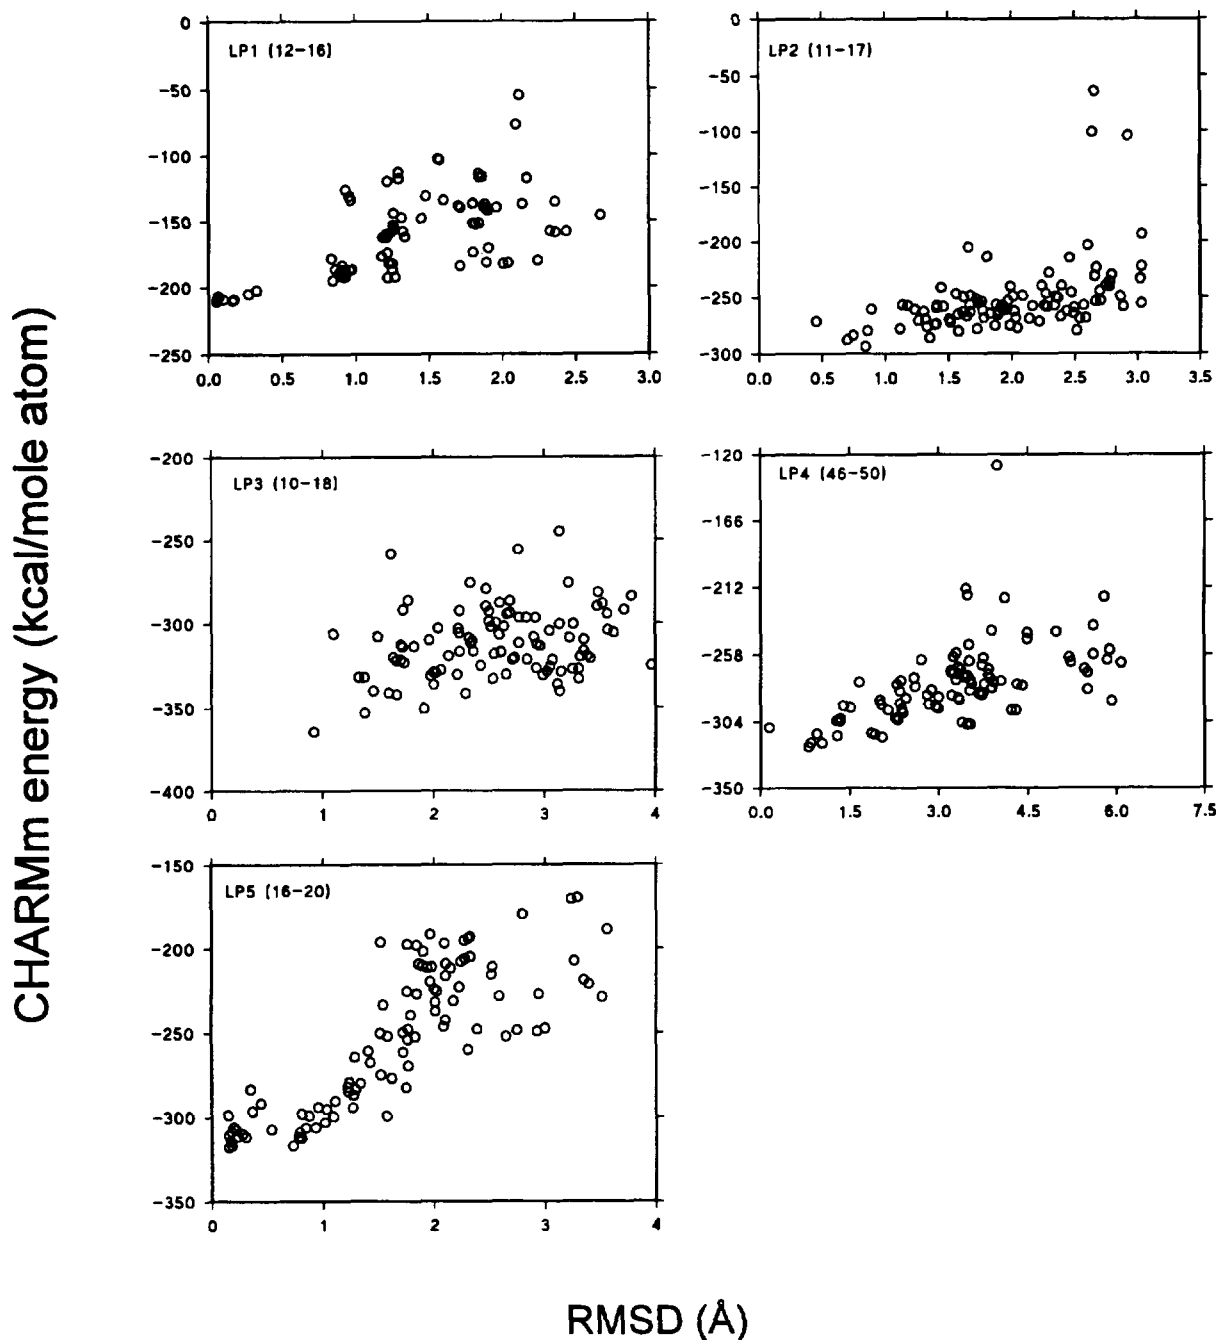 CHARMm energy (kcal/mole atom)
LP1 (12-16)
0
-50
-100
-150
-200
-250
0.0 0.5 1.0 1.5 2.0 2.5 3.0
LP2 (11-17)
0
-50
-100
-150
-200
-250
-300
0.0 0.5 1.0 1.5 2.0 2.5 3.0 3.5
LP3 (10-18)
-200
-250
-300
-350
-400
0 1 2 3 4
LP4 (46-50)
-120
-166
-212
-258
-304
-350
0.0 1.5 3.0 4.5 6.0 7.5
LP5 (16-20)
-150
-200
-250
-300
-350
0 1 2 3 4
RMSD (Å)